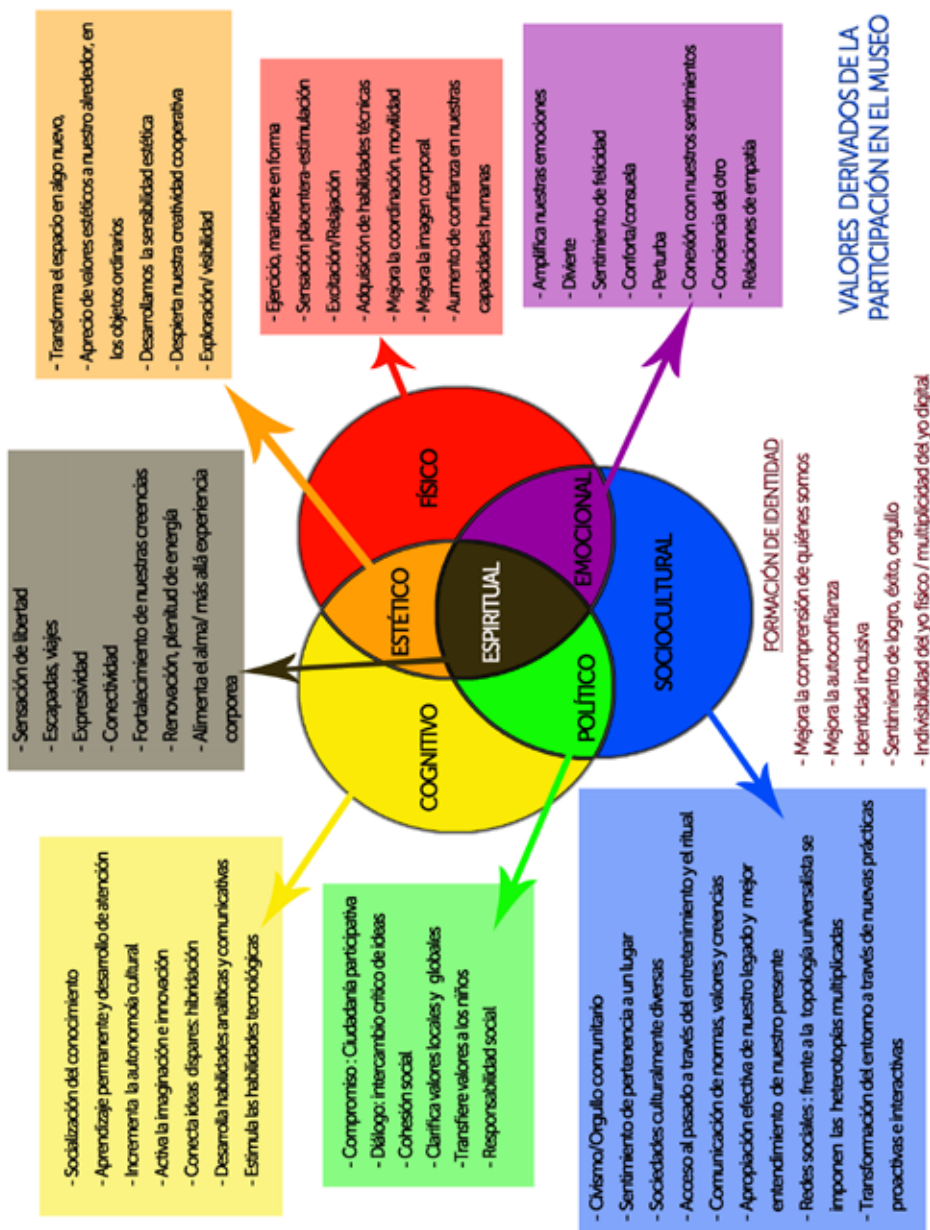 - Socialización del conocimiento
- Aprendizaje permanente y desarrollo de atención
- Incrementa la autonomoía cultural
- Activa la imaginación e innovación
- Conecta ideas dispares: hibridación
- Desarrolla habilidades analíticas y comunicativas
- Estimula las habilidades tecnológicas
- Sensación de libertad
- Escapadas, viajes
- Expresividad
- Conectividad
- Fortalecimiento de nuestras creencias
- Renovación, plenitud de energía
- Alimenta el alma/ más allá experiencia
corporea
- Transforma el espacio en algo nuevo,
- Aprecio de valores estéticos a nuestro alrededor, en
los objetos ordinarios
- Desarrollamos la sensibilidad estética
- Despierta nuestra creatividad cooperativa
- Exploración/ visibilidad
- Compromiso : Ciudadanía participativa
- Diálogo: intercambio crítico de ideas
- Cohesión social
- Clarifica valores locales y globales
- Transfiere valores a los niños
- Responsabilidad social
COGNITIVO
ESTÉTICO
FÍSICO
ESPIRITUAL
POLÍTICO
EMOCIONAL
SOCIOCULTURAL
- Ejercicio, mantiene en forma
- Sensación placentera-estimulación
- Excitación/Relajación
- Adquisición de habilidades técnicas
- Mejora la coordinación, movilidad
- Mejora la imagen corporal
- Aumento de confianza en nuestras
capacidades humanas
- Amplifica nuestras emociones
- Diviente
- Sentimiento de feicidad
- Conforta/consuela
- Perturba
- Conexión con nuestros sentimientos
- Conciencia del otro
- Relaciones de empatía
- Civismo/Orgullo comunitario
- Sentimiento de pertenencia a un lugar
- Sociedades culturalmente diversas
- Acceso al pasado a través del entretenimiento y el ritual
- Comunicación de normas, valores y creencias
- Apropiación efectiva de nuestro legado y mejor
entendimiento de nuestro presente
- Redes sociales : frente a la topología universalista se
imponen las heterotopías multiplicadas
- Transformación del entorno a través de nuevas prácticas
proactivas e interactivas
FORMACIÓN DE IDENTIDAD
- Mejora la comprensión de quiénes somos
- Mejora la autoconfianza
- Identidad inclusiva
- Sentimiento de logro, éxito, orgullo
- Indivisibilidad del yo físico / multiplicidad del yo digital
VALORES DERIVADOS DE LA
PARTICIPACIÓN EN EL MUSEO